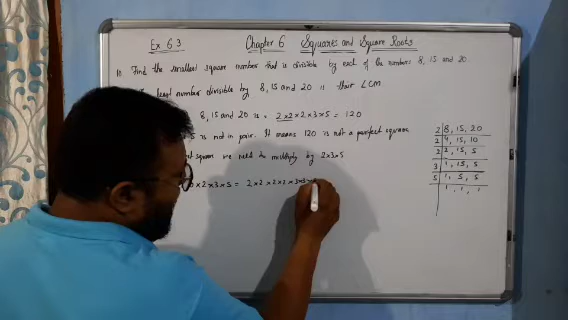 Ex 6.3 Chapter 6 Squares and Square Roots
10. Find the smallest square number that is divisible by each of the numbers 8, 15 and 20
least number divisible by 8, 15 and 20 is their LCM
8, 15 and 20 is = 2×2×2×3×5 = 120
5 is not in pair. It means 120 is not a perfect square
square we need to multiply by 2×3×5
×2×3×5 = 2×2×2×2×3×3×5
2 8, 15, 20
2 4, 15, 10
2 2, 15, 5
3 1, 15, 5
5 1, 5, 5
1, 1, 1